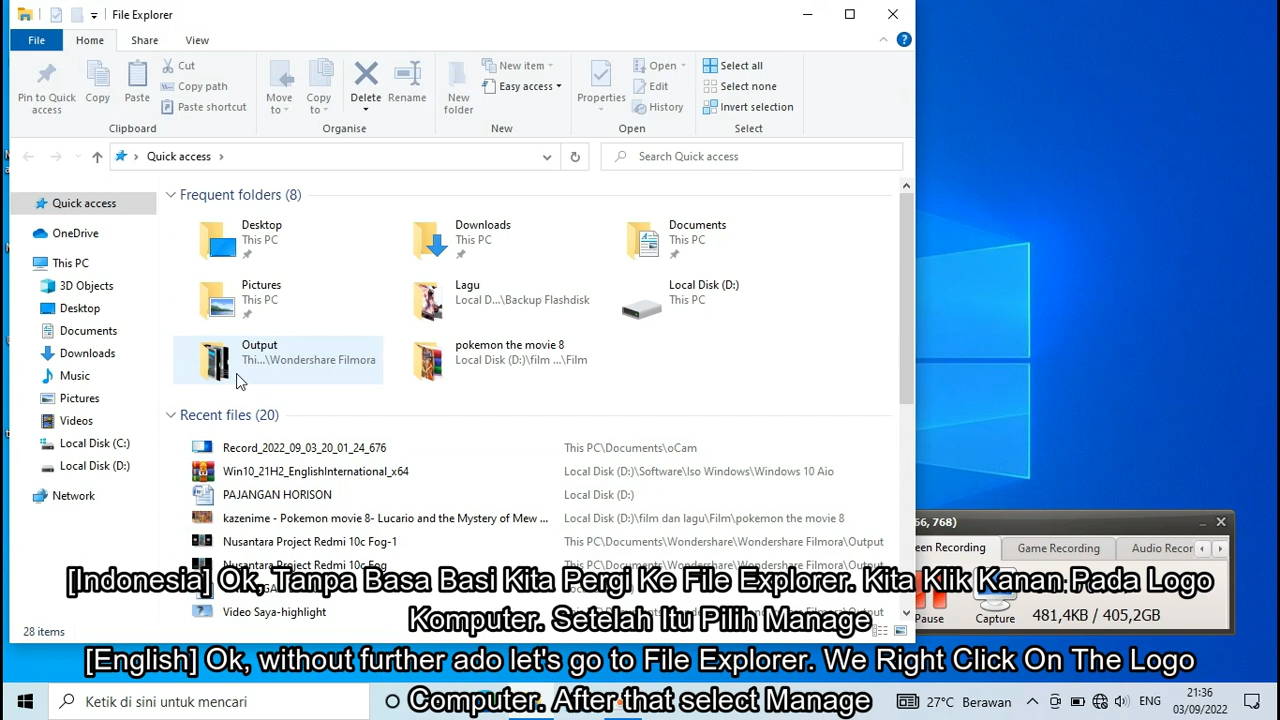 File Explorer
File
Home
Share
View
Pin to Quick access
Copy
Paste
Cut
Copy path
Paste shortcut
Clipboard
Move to
Copy to
Delete
Rename
Organise
New folder
New item
Easy access
New
Properties
Open
Edit
History
Open
Select all
Select none
Invert selection
Select
Quick access
Search Quick access
Quick access
OneDrive
This PC
3D Objects
Desktop
Documents
Downloads
Music
Pictures
Videos
Local Disk (C:)
Local Disk (D:)
Network
Frequent folders (8)
Desktop
This PC
Downloads
This PC
Documents
This PC
Pictures
This PC
Lagu
Local D...\Backup Flashdisk
Local Disk (D:)
This PC
Output
Thi...\Wondershare Filmora
pokemon the movie 8
Local Disk (D:)\film ...\Film
Recent files (20)
Record_2022_09_03_20_01_24_676 This PC\Documents\oCam
Win10_21H2_EnglishInternational_x64 Local Disk (D:)\Software\Iso Windows\Windows 10 Aio
PAJANGAN HORISON Local Disk (D:)
kazenime - Pokemon movie 8- Lucario and the Mystery of Mew ... Local Disk (D:)\film dan lagu\Film\pokemon the movie 8
Nusantara Project Redmi 10c Fog-1 This PC\Documents\Wondershare\Wondershare Filmora\Output
Nusantara Project Redmi 10c Fog
Video Saya-highlight
28 items
66, 768)
een Recording
Game Recording
Audio Recor
Pause
Capture
481,4KB / 405,2GB
[Indonesia] Ok, Tanpa Basa Basi Kita Pergi Ke File Explorer. Kita Klik Kanan Pada Logo
Komputer. Setelah Itu Pilih Manage
[English] Ok, without further ado let's go to File Explorer. We Right Click On The Logo
Computer. After that select Manage
Ketik di sini untuk mencari
27°C Berawan
ENG
21:36
03/09/2022